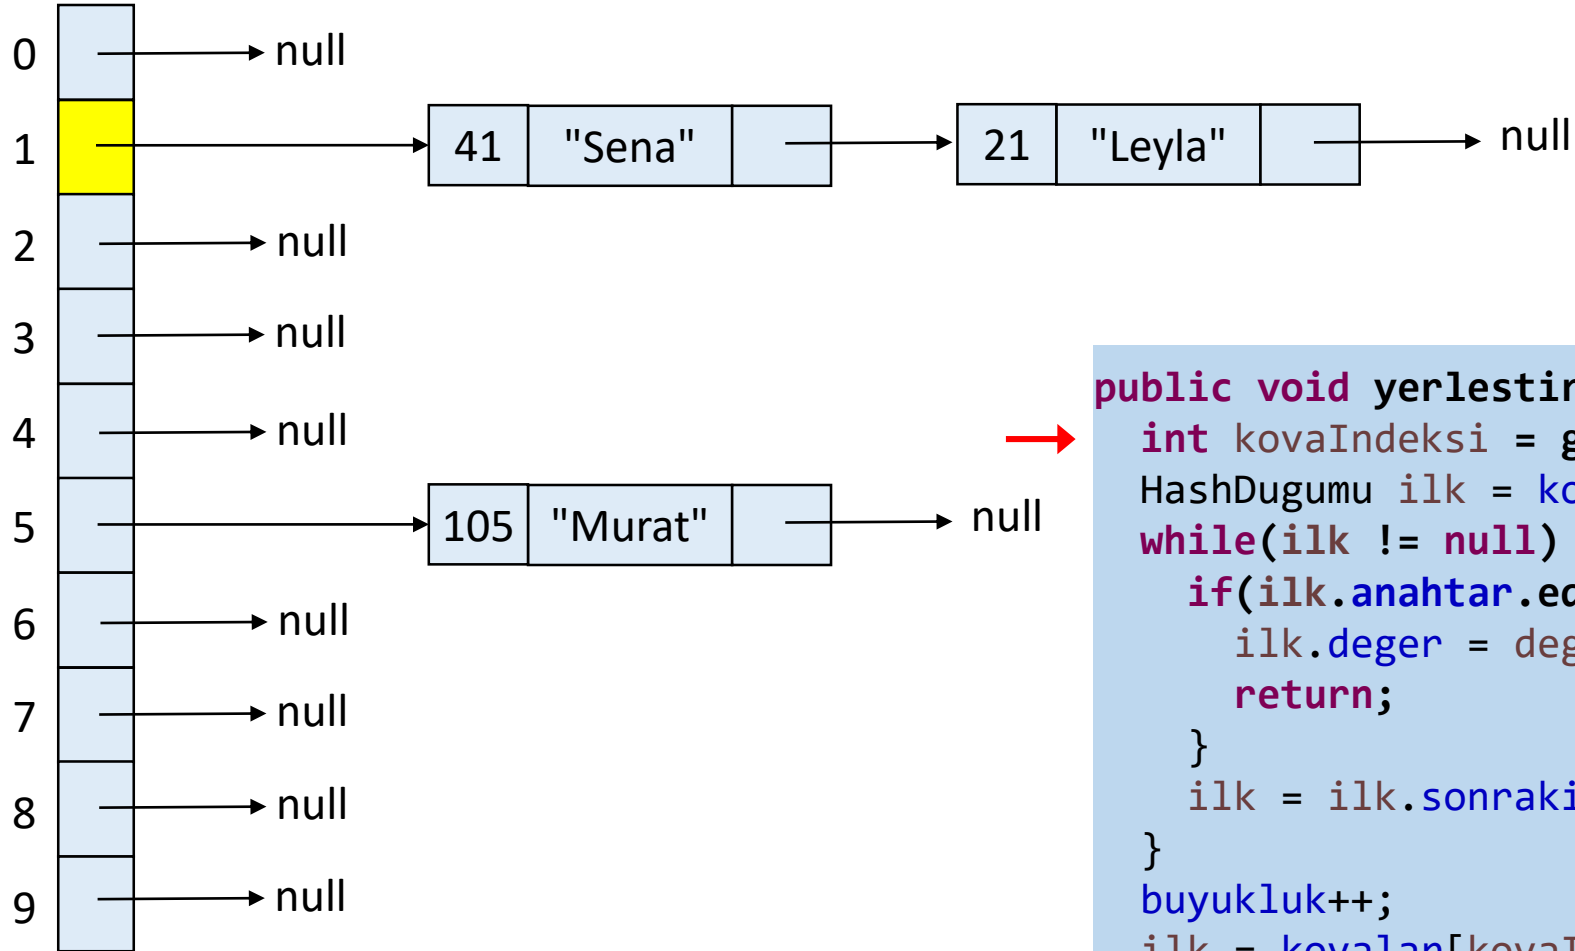 0 null
1 41 "Sena" 21 "Leyla" null
2 null
3 null
4 null
5 105 "Murat" null
6 null
7 null
8 null
9 null
public void
int kovaIndeksi =
HashDugumu ilk =
while(ilk != null)
if(ilk.anahtar.
ilk.deger =
return;
}
ilk = ilk.sonraki
}
buyukluk++;
ilk =